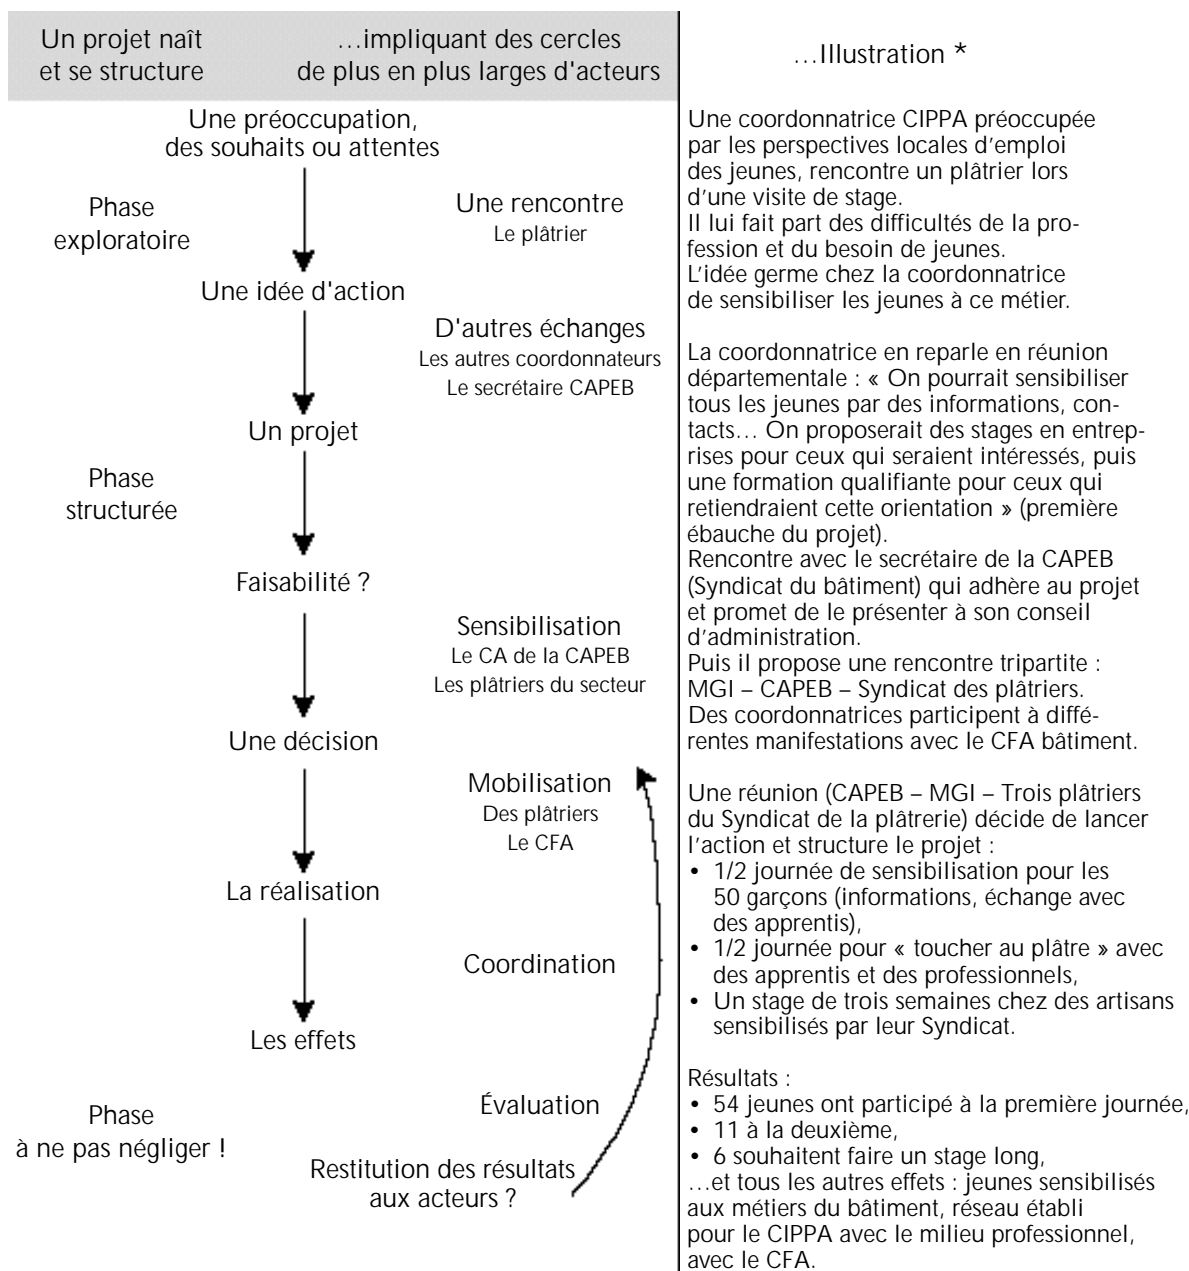 Un projet naît
et se structure
…impliquant des cercles
de plus en plus larges d'acteurs
…Illustration *
Une préoccupation,
des souhaits ou attentes
Phase
exploratoire
Une rencontre
Le plâtrier
Une idée d'action
D'autres échanges
Les autres coordonnateurs
Le secrétaire CAPEB
Un projet
Phase
structurée
Faisabilité ?
Sensibilisation
Le CA de la CAPEB
Les plâtriers du secteur
Une décision
Mobilisation
Des plâtriers
Le CFA
La réalisation
Coordination
Les effets
Évaluation
Phase
à ne pas négliger !
Restitution des résultats
aux acteurs ?
Une coordonnatrice CIPPA préoccupée
par les perspectives locales d'emploi
des jeunes, rencontre un plâtrier lors
d'une visite de stage.
Il lui fait part des difficultés de la pro-
fession et du besoin de jeunes.
L'idée germe chez la coordonnatrice
de sensibiliser les jeunes à ce métier.
La coordonnatrice en reparle en réunion
départementale : « On pourrait sensibiliser
tous les jeunes par des informations, con-
tacts… On proposerait des stages en entrep-
rises pour ceux qui seraient intéressés, puis
une formation qualifiante pour ceux qui
retiendraient cette orientation » (première
ébauche du projet).
Rencontre avec le secrétaire de la CAPEB
(Syndicat du bâtiment) qui adhère au projet
et promet de le présenter à son conseil
d'administration.
Puis il propose une rencontre tripartite :
MGI – CAPEB – Syndicat des plâtriers.
Des coordonnatrices participent à diffé-
rentes manifestations avec le CFA bâtiment.
Une réunion (CAPEB – MGI – Trois plâtriers
du Syndicat de la plâtrerie) décide de lancer
l'action et structure le projet :
• 1/2 journée de sensibilisation pour les
50 garçons (informations, échange avec
des apprentis),
• 1/2 journée pour « toucher au plâtre » avec
des apprentis et des professionnels,
• Un stage de trois semaines chez des artisans
sensibilisés par leur Syndicat.
Résultats :
• 54 jeunes ont participé à la première journée,
• 11 à la deuxième,
• 6 souhaitent faire un stage long,
…et tous les autres effets : jeunes sensibilisés
aux métiers du bâtiment, réseau établi
pour le CIPPA avec le milieu professionnel,
avec le CFA.